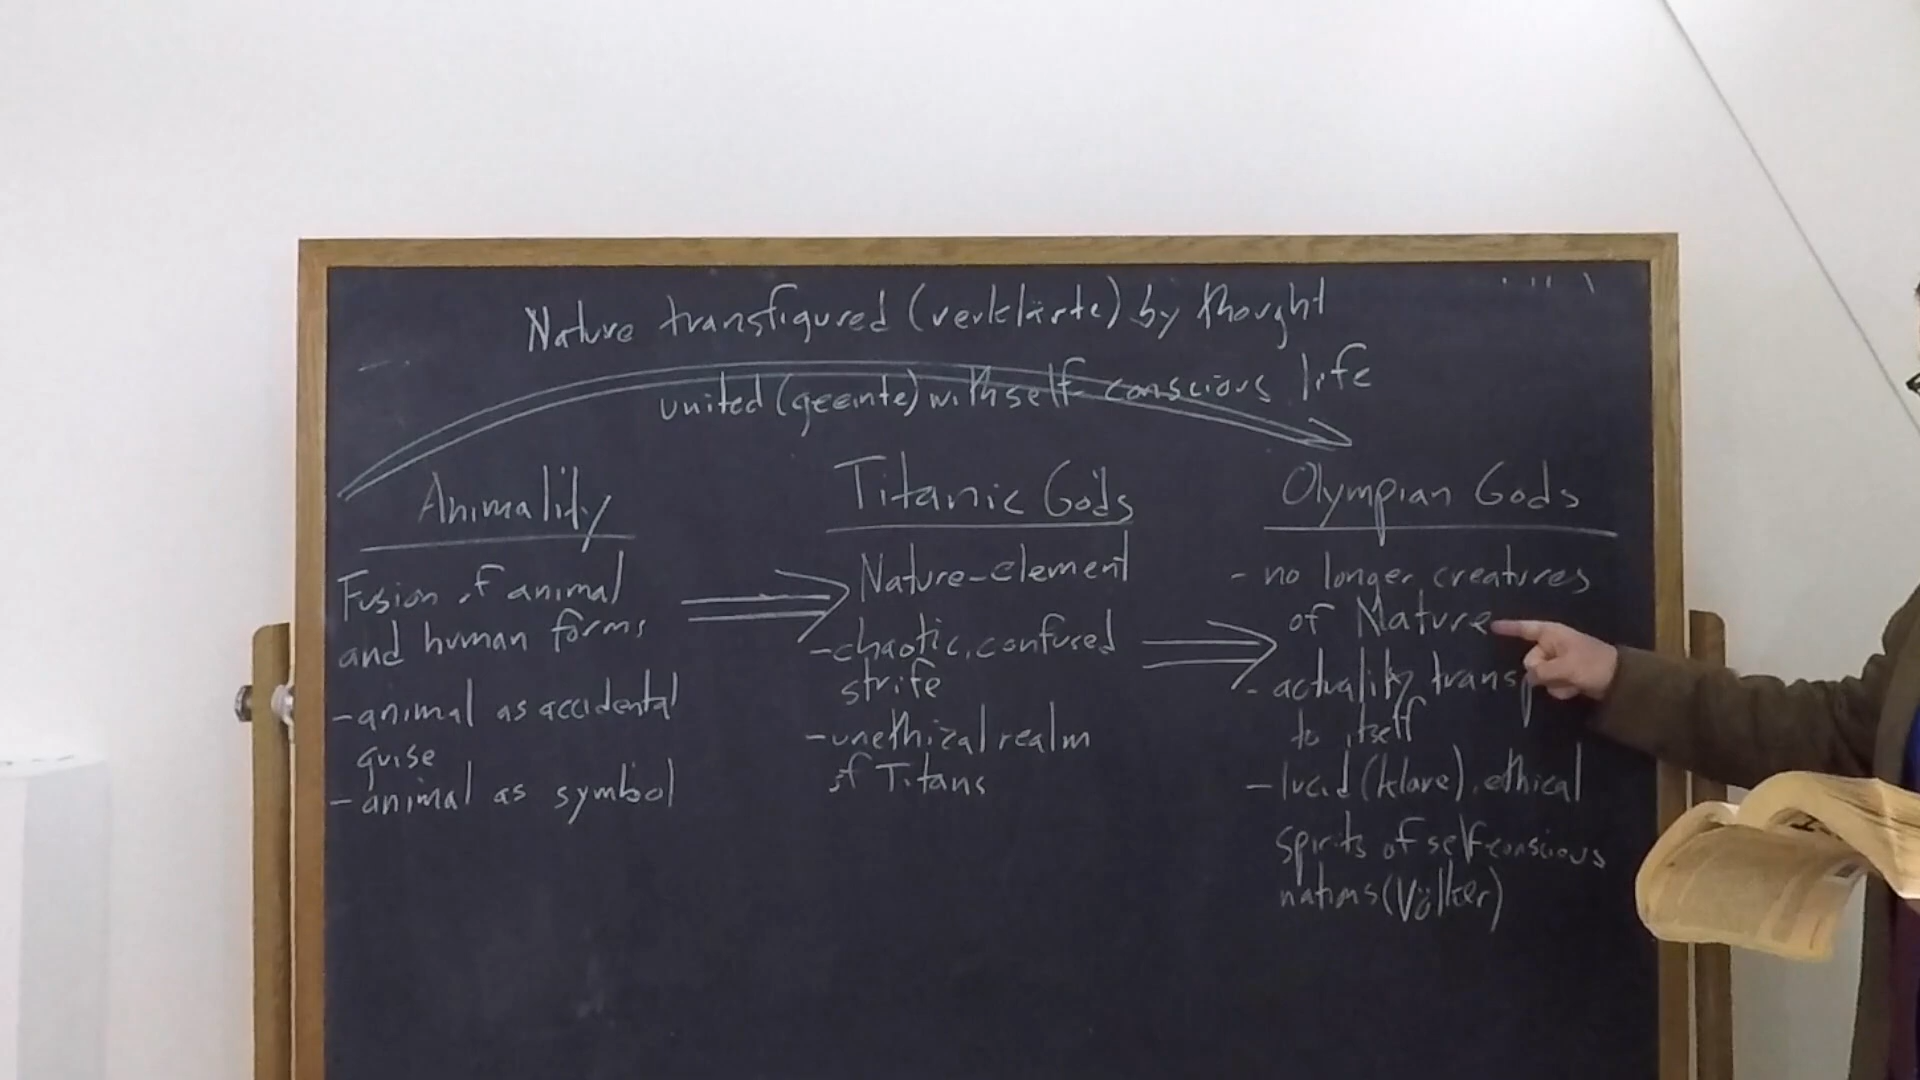 Nature transfigured (verklärte) by thought
united (geeinte) with self-conscious life
Animality
Fusion of animal
and human forms
- animal as accidental
guise
- animal as symbol
Titanic Gods
Nature-element
- chaotic, confused
strife
- unethical realm
of Titans
Olympian Gods
- no longer creatures
of Nature
- actuality transp
to itself
- lucid (klare), ethical
spirits of selfconscious
nations (Völker)